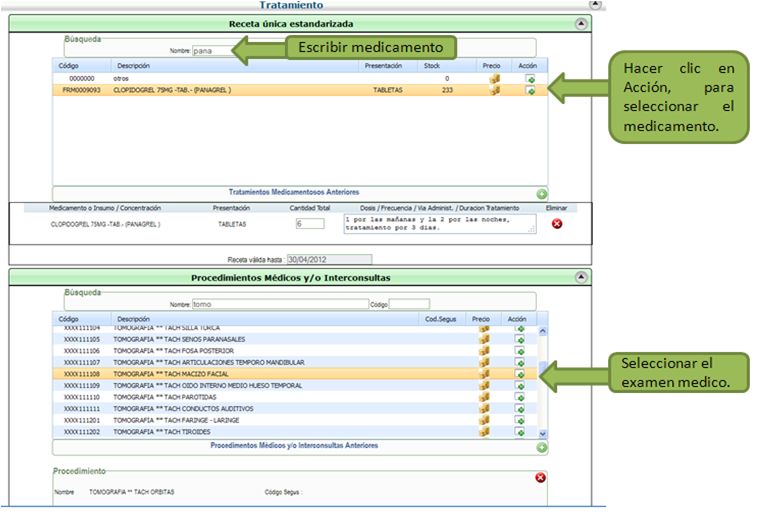 Tratamiento
Receta única estandarizada
Búsqueda
Nombre: pana
Escribir medicamento
Código Descripción Presentación Stock Precio Acción
0000000 otros 0
FRM0009093 CLOPIDOGREL 75MG -TAB.- (PANAGREL ) TABLETAS 233
Hacer clic en
Acción, para
seleccionar el
medicamento.
Tratamientos Medicamentosos Anteriores
Medicamento o Insumo / Concentración Presentación Cantidad Total Dosis / Frecuencia / Via Administ. / Duracion Tratamiento Eliminar
CLOPIDOGREL 75MG -TAB.- (PANAGREL ) TABLETAS 6 1 por las mañanas y la 2 por las noches,
tratamiento por 3 dias.
Receta válida hasta : 30/04/2012
Procedimientos Médicos y/o Interconsultas
Búsqueda
Nombre: tomo Código
Código Descripción Cod.Segus Precio Acción
XXXX111104 TOMOGRAFIA ** TACH SILLA TURCA
XXXX111105 TOMOGRAFIA ** TACH SENOS PARANASALES
XXXX111106 TOMOGRAFIA ** TACH FOSA POSTERIOR
XXXX111107 TOMOGRAFIA ** TACH ARTICULACIONES TEMPORO MANDIBULAR
XXXX111108 TOMOGRAFIA ** TACH MACIZO FACIAL
XXXX111109 TOMOGRAFIA ** TACH OIDO INTERNO MEDIO HUESO TEMPORAL
XXXX111110 TOMOGRAFIA ** TACH PAROTIDAS
XXXX111111 TOMOGRAFIA ** TACH CONDUCTOS AUDITIVOS
XXXX111201 TOMOGRAFIA ** TACH FARINGE - LARINGE
XXXX111202 TOMOGRAFIA ** TACH TIROIDES
Seleccionar el
examen medico.
Procedimientos Médicos y/o Interconsultas Anteriores
Procedimiento
Nombre TOMOGRAFIA ** TACH ORBITAS Código Segus :